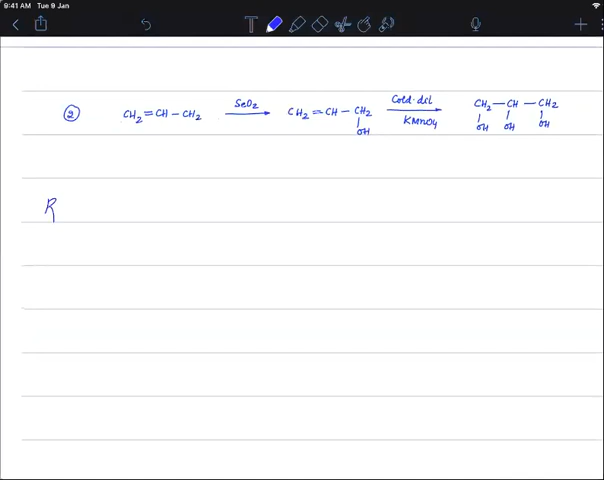 9:41 AM Tue 9 Jan
T
② CH₂=CH–CH₂ SeO₂ CH₂=CH–CH₂ Cold·dil CH₂–CH–CH₂
KMnO₄
OH OH OH OH
R